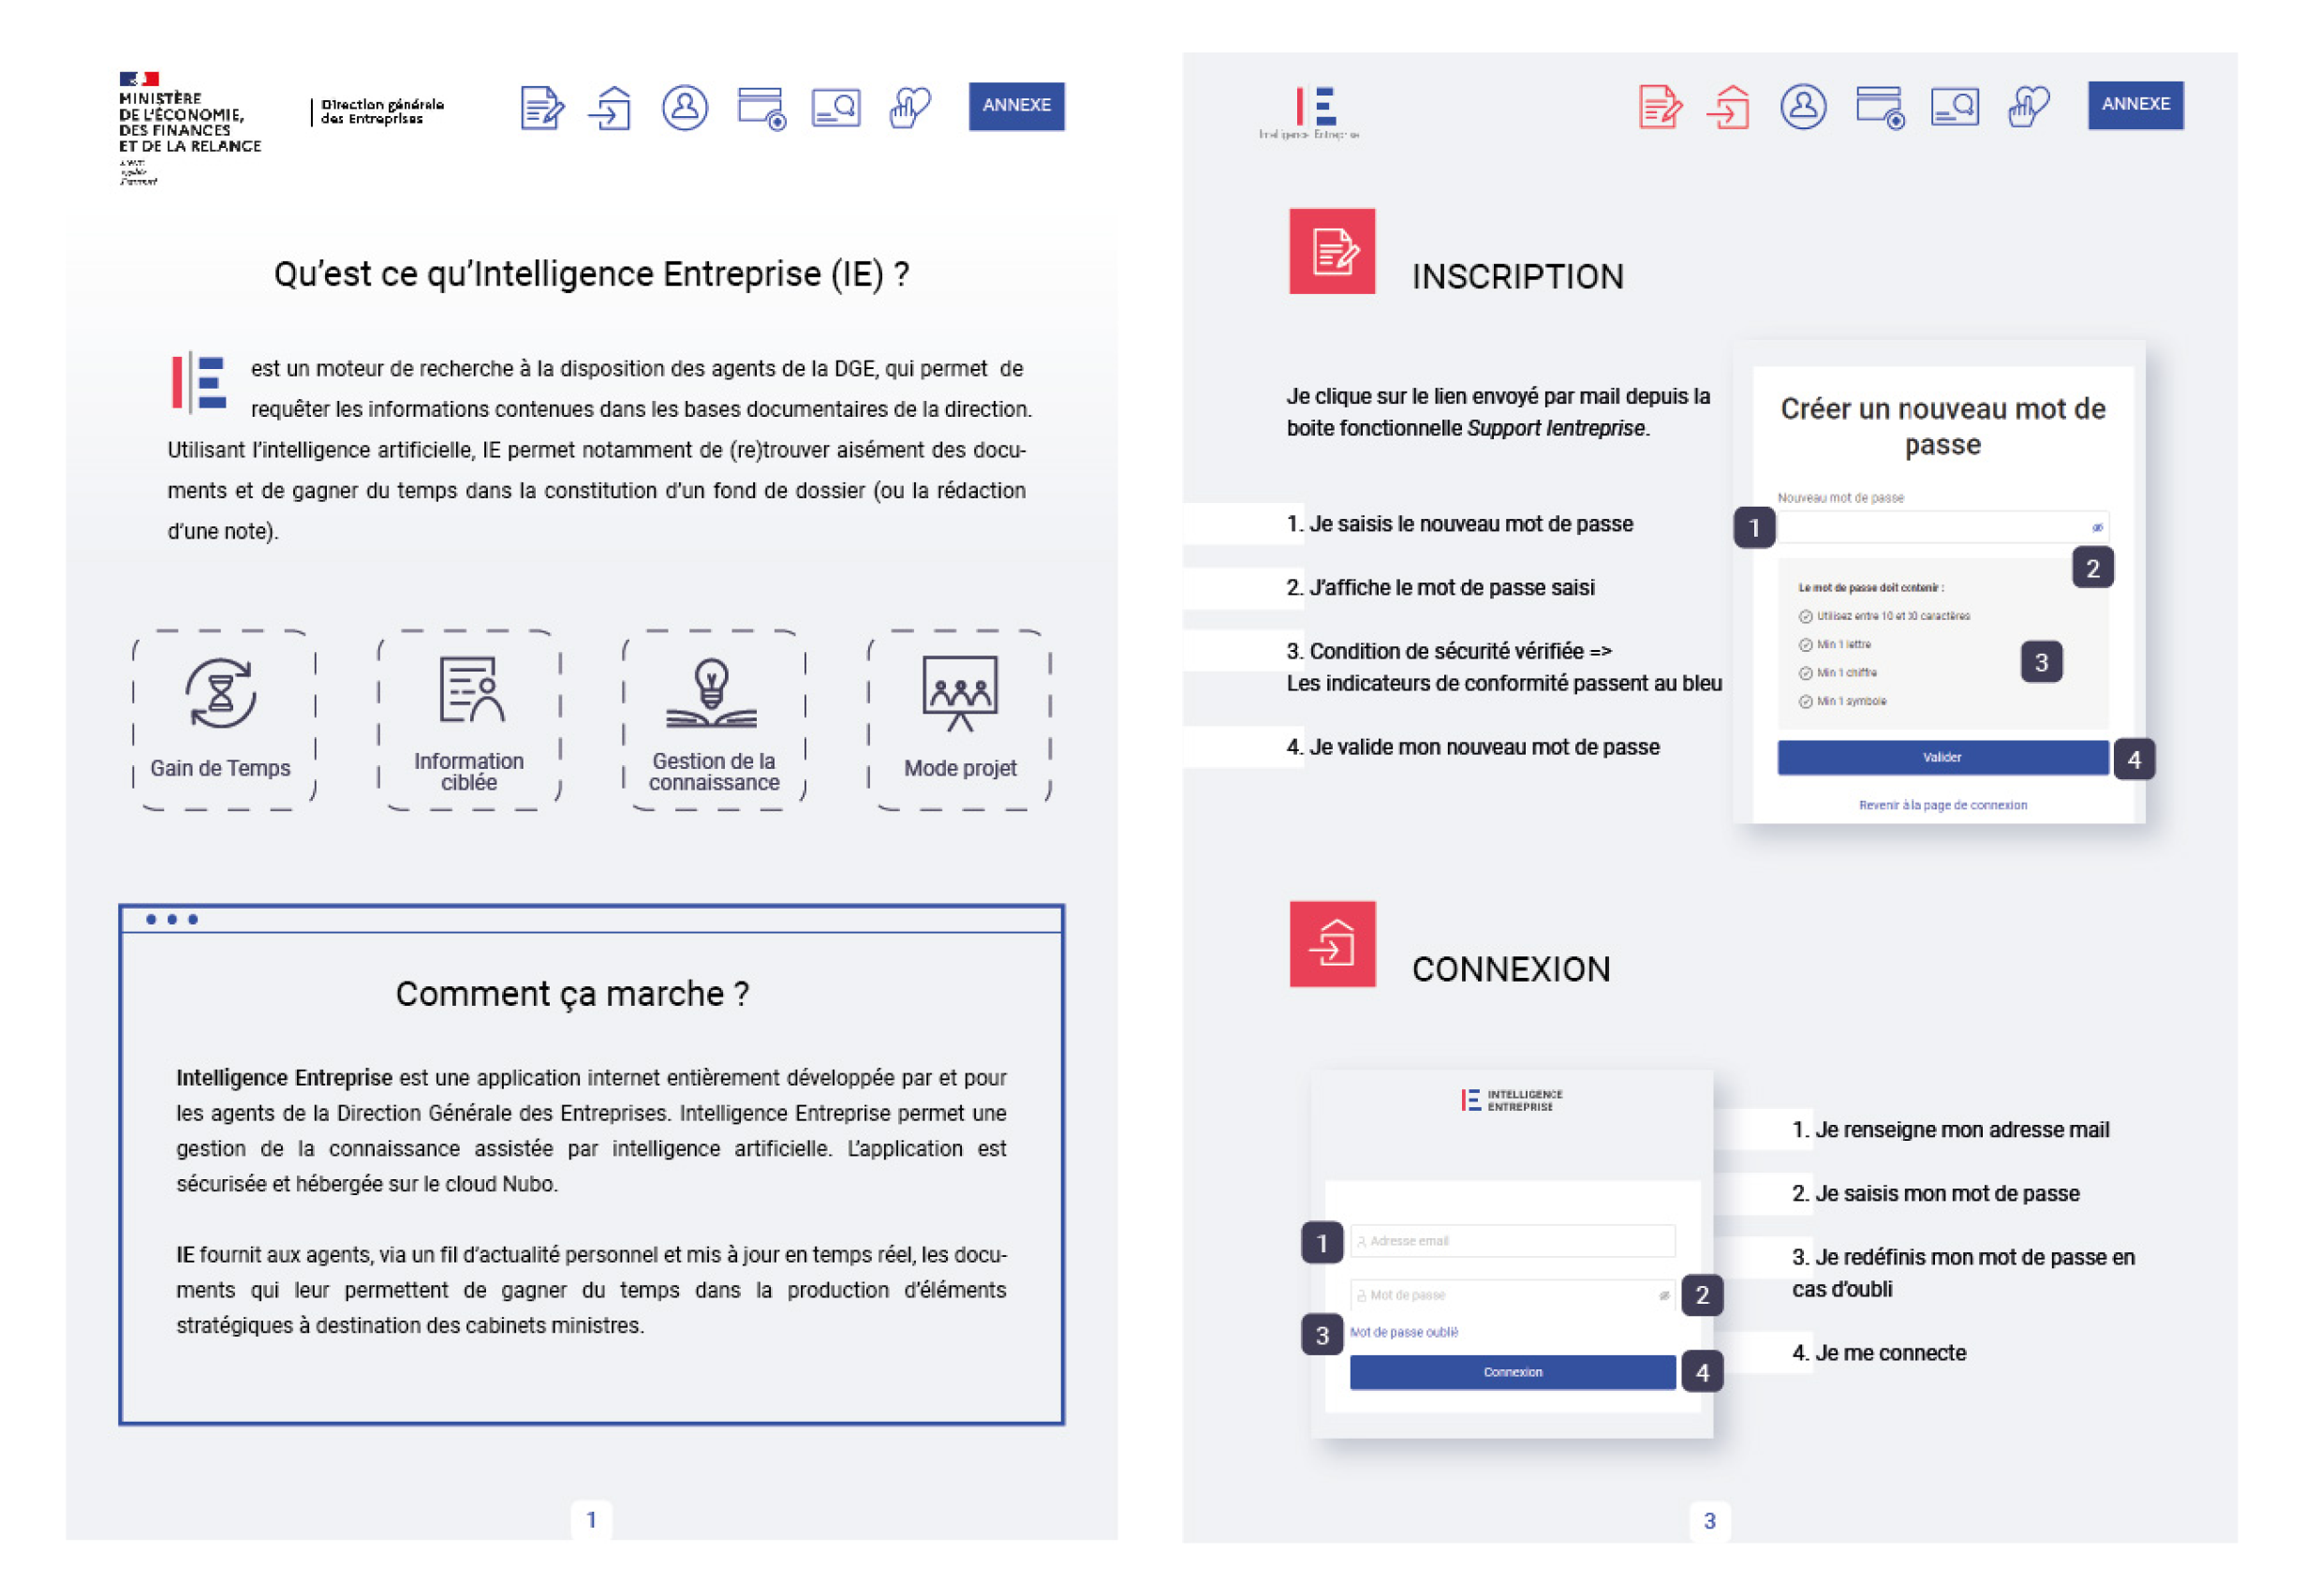 MINISTÈRE
DE L'ÉCONOMIE,
DES FINANCES
ET DE LA RELANCE
Direction générale
des Entreprises
ANNEXE
Qu'est ce qu'Intelligence Entreprise (IE) ?
IE est un moteur de recherche à la disposition des agents de la DGE, qui permet de
requêter les informations contenues dans les bases documentaires de la direction.
Utilisant l'intelligence artificielle, IE permet notamment de (re)trouver aisément des docu-
ments et de gagner du temps dans la constitution d'un fond de dossier (ou la rédaction
d'une note).
Gain de Temps
Information
ciblée
Gestion de la
connaissance
Mode projet
Comment ça marche ?
Intelligence Entreprise est une application internet entièrement développée par et pour
les agents de la Direction Générale des Entreprises. Intelligence Entreprise permet une
gestion de la connaissance assistée par intelligence artificielle. L'application est
sécurisée et hébergée sur le cloud Nubo.
IE fournit aux agents, via un fil d'actualité personnel et mis à jour en temps réel, les docu-
ments qui leur permettent de gagner du temps dans la production d'éléments
stratégiques à destination des cabinets ministres.
1
IE
Intelligence Entreprise
ANNEXE
INSCRIPTION
Je clique sur le lien envoyé par mail depuis la
boite fonctionnelle Support Ientreprise.
1. Je saisis le nouveau mot de passe
2. J'affiche le mot de passe saisi
3. Condition de sécurité vérifiée =>
Les indicateurs de conformité passent au bleu
4. Je valide mon nouveau mot de passe
Créer un nouveau mot de
passe
Nouveau mot de passe
1
2
Le mot de passe doit contenir :
Utilisez entre 10 et 30 caractères
Min 1 lettre
3
Min 1 chiffre
Min 1 symbole
Valider
4
Revenir à la page de connexion
CONNEXION
IE INTELLIGENCE
ENTREPRISE
1
Adresse email
Mot de passe
2
3
Mot de passe oublié
Connexion
4
1. Je renseigne mon adresse mail
2. Je saisis mon mot de passe
3. Je redéfinis mon mot de passe en
cas d'oubli
4. Je me connecte
3